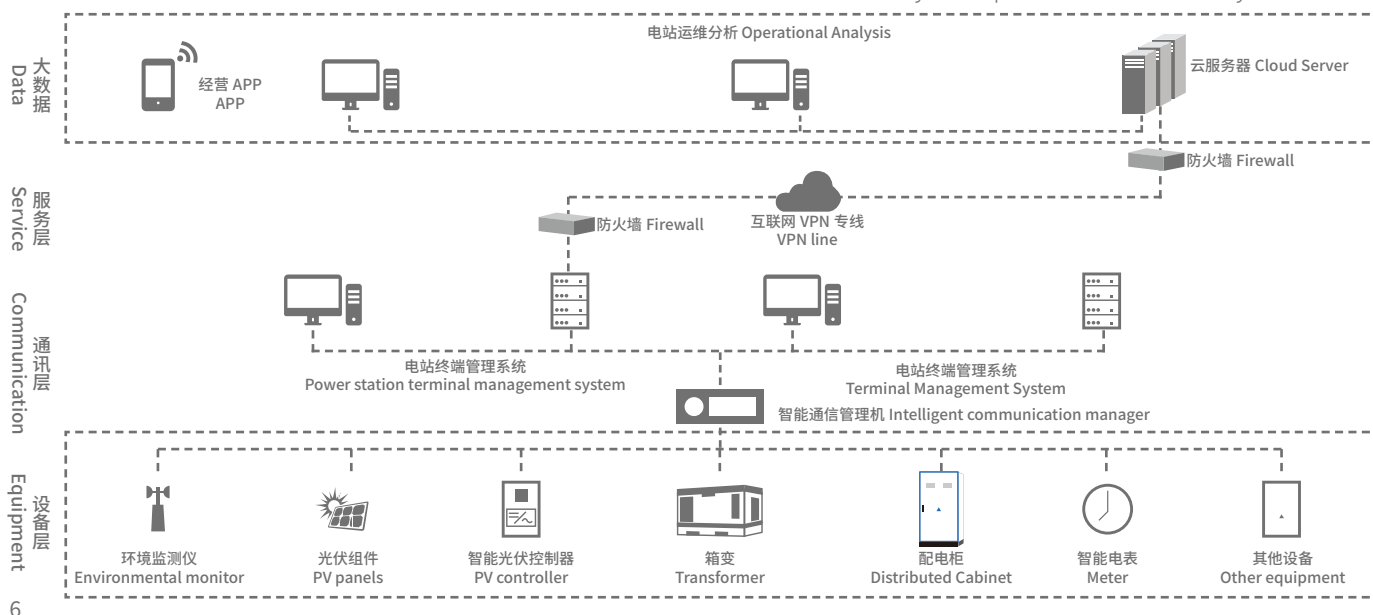 电站运维分析 Operational Analysis
大数据
Data
经营 APP
APP
云服务器 Cloud Server
防火墙 Firewall
服务层
Service
防火墙 Firewall
互联网 VPN 专线
VPN line
通讯层
Communication
电站终端管理系统
Power station terminal management system
电站终端管理系统
Terminal Management System
智能通信管理机 Intelligent communication manager
设备层
Equipment
环境监测仪
Environmental monitor
光伏组件
PV panels
智能光伏控制器
PV controller
箱变
Transformer
配电柜
Distributed Cabinet
智能电表
Meter
其他设备
Other equipment
6